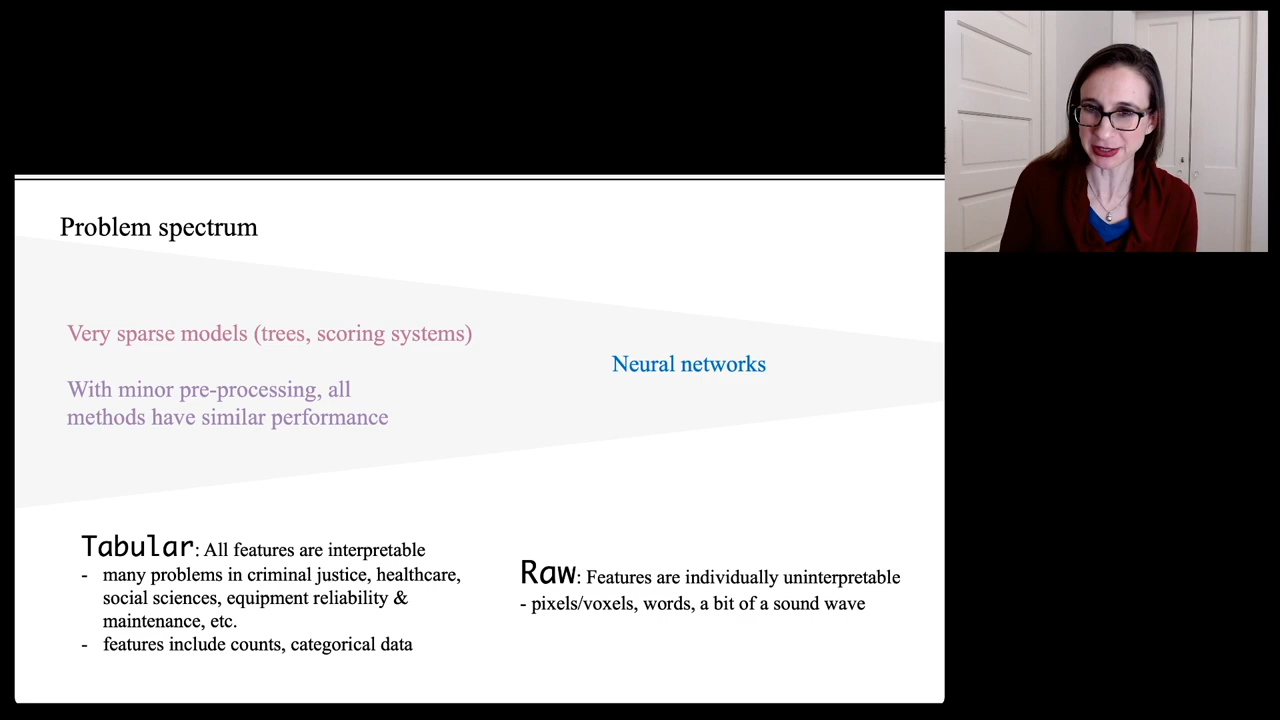 Problem spectrum
Very sparse models (trees, scoring systems)
Neural networks
With minor pre-processing, all
methods have similar performance
Tabular: All features are interpretable
- many problems in criminal justice, healthcare,
social sciences, equipment reliability &
maintenance, etc.
- features include counts, categorical data
Raw: Features are individually uninterpretable
- pixels/voxels, words, a bit of a sound wave